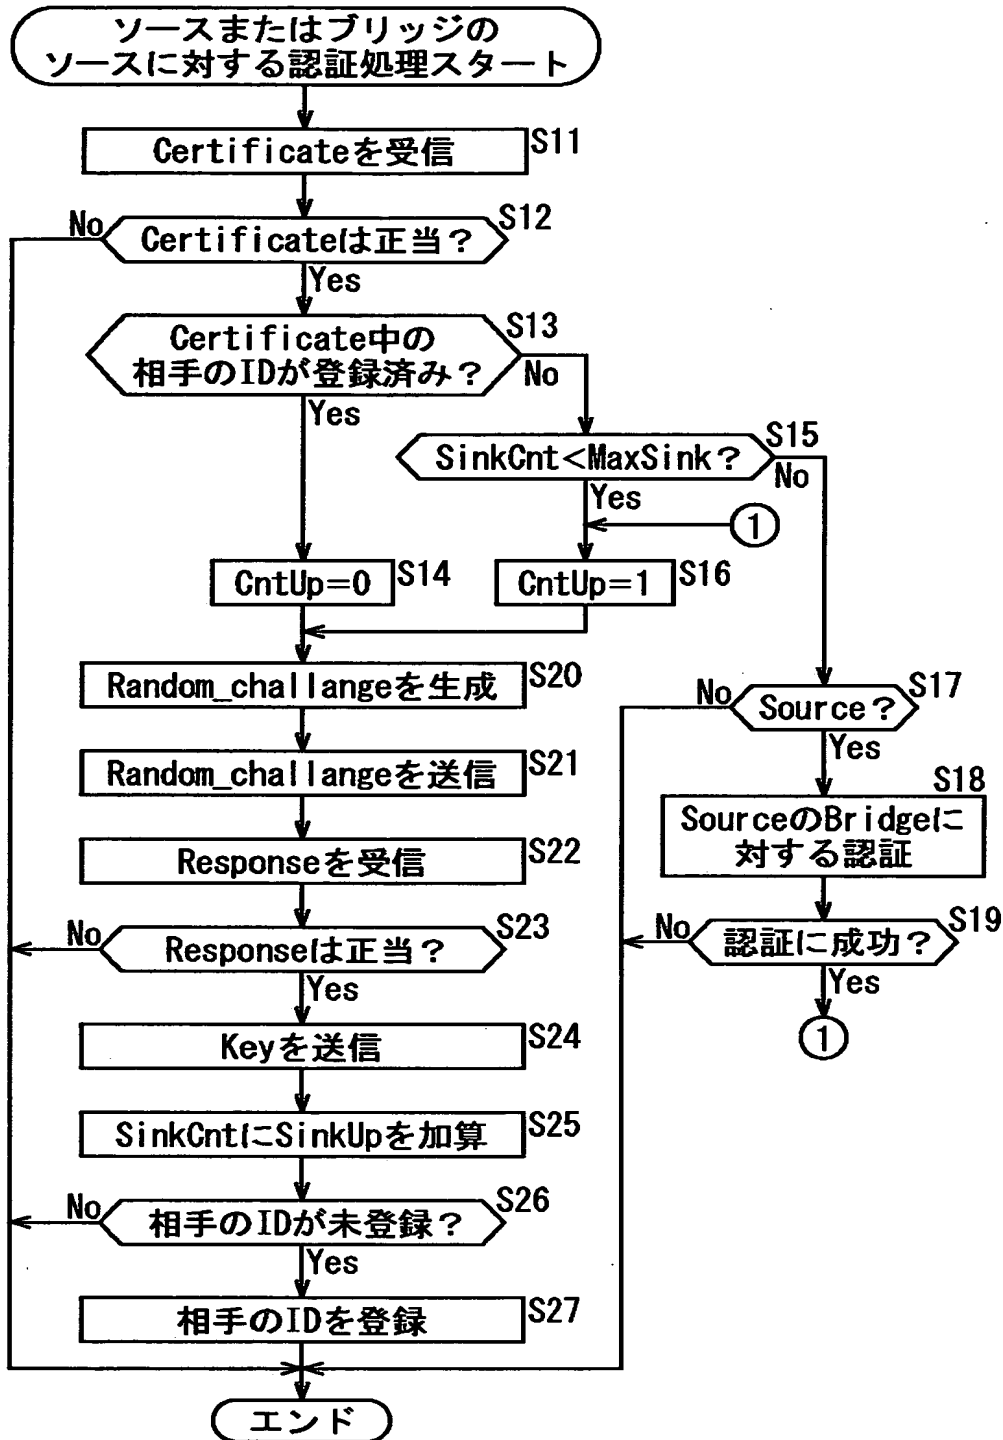 ソースまたはブリッジの
ソースに対する認証処理スタート
Certificateを受信
S11
No
Certificateは正当?
S12
Yes
Certificate中の
相手のIDが登録済み?
S13
No
Yes
SinkCnt<MaxSink?
S15
No
Yes
1
CntUp=0
S14
CntUp=1
S16
Random_challangeを生成
S20
No
Source?
S17
Yes
Random_challangeを送信
S21
S18
SourceのBridgeに
対する認証
Responseを受信
S22
No
Responseは正当?
S23
Yes
No
認証に成功?
S19
Yes
1
Keyを送信
S24
SinkCntにSinkUpを加算
S25
No
相手のIDが未登録?
S26
Yes
相手のIDを登録
S27
エンド